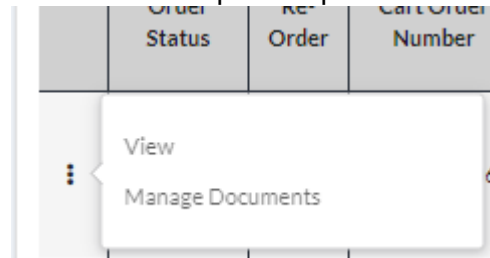 Order Re- Cart Order
Status Order Number
View
Manage Documents